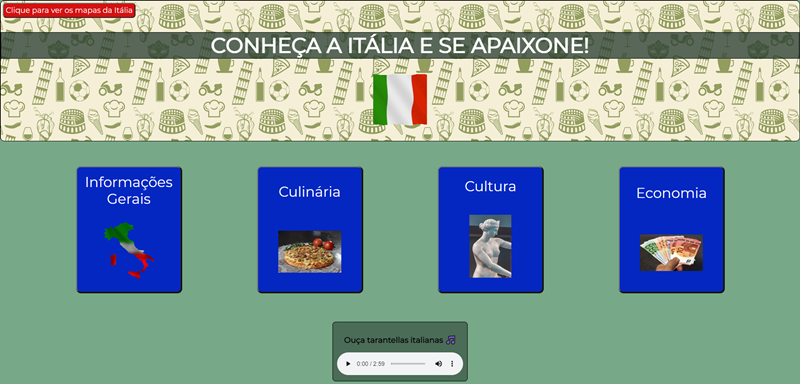 Clique para ver os mapas da Itália
CONHEÇA A ITÁLIA E SE APAIXONE!
Informações
Gerais
Culinária
Cultura
Economia
Ouça tarantellas italianas
0:00 / 2:59